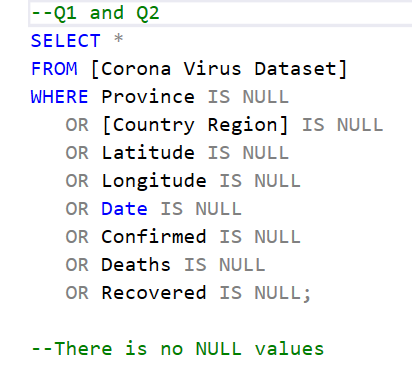 --Q1 and Q2
SELECT *
FROM [Corona Virus Dataset]
WHERE Province IS NULL
OR [Country Region] IS NULL
OR Latitude IS NULL
OR Longitude IS NULL
OR Date IS NULL
OR Confirmed IS NULL
OR Deaths IS NULL
OR Recovered IS NULL;
--There is no NULL values